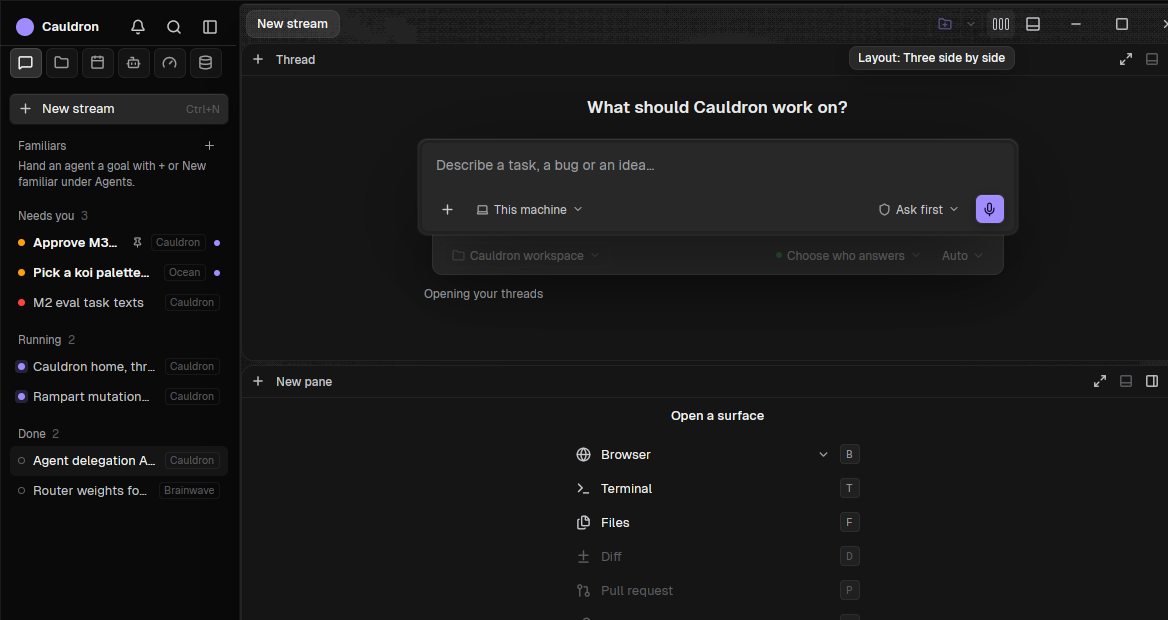 Cauldron
New stream
New stream Ctrl+N
Familiars
Hand an agent a goal with + or New
familiar under Agents.
Needs you 3
Approve M3... Cauldron
Pick a koi palette... Ocean
M2 eval task texts Cauldron
Running 2
Cauldron home, thr... Cauldron
Rampart mutation... Cauldron
Done 2
Agent delegation A... Cauldron
Router weights fo... Brainwave
Thread
Layout: Three side by side
What should Cauldron work on?
Describe a task, a bug or an idea...
This machine Ask first
Cauldron workspace Choose who answers Auto
Opening your threads
New pane
Open a surface
Browser B
Terminal T
Files F
Diff D
Pull request P